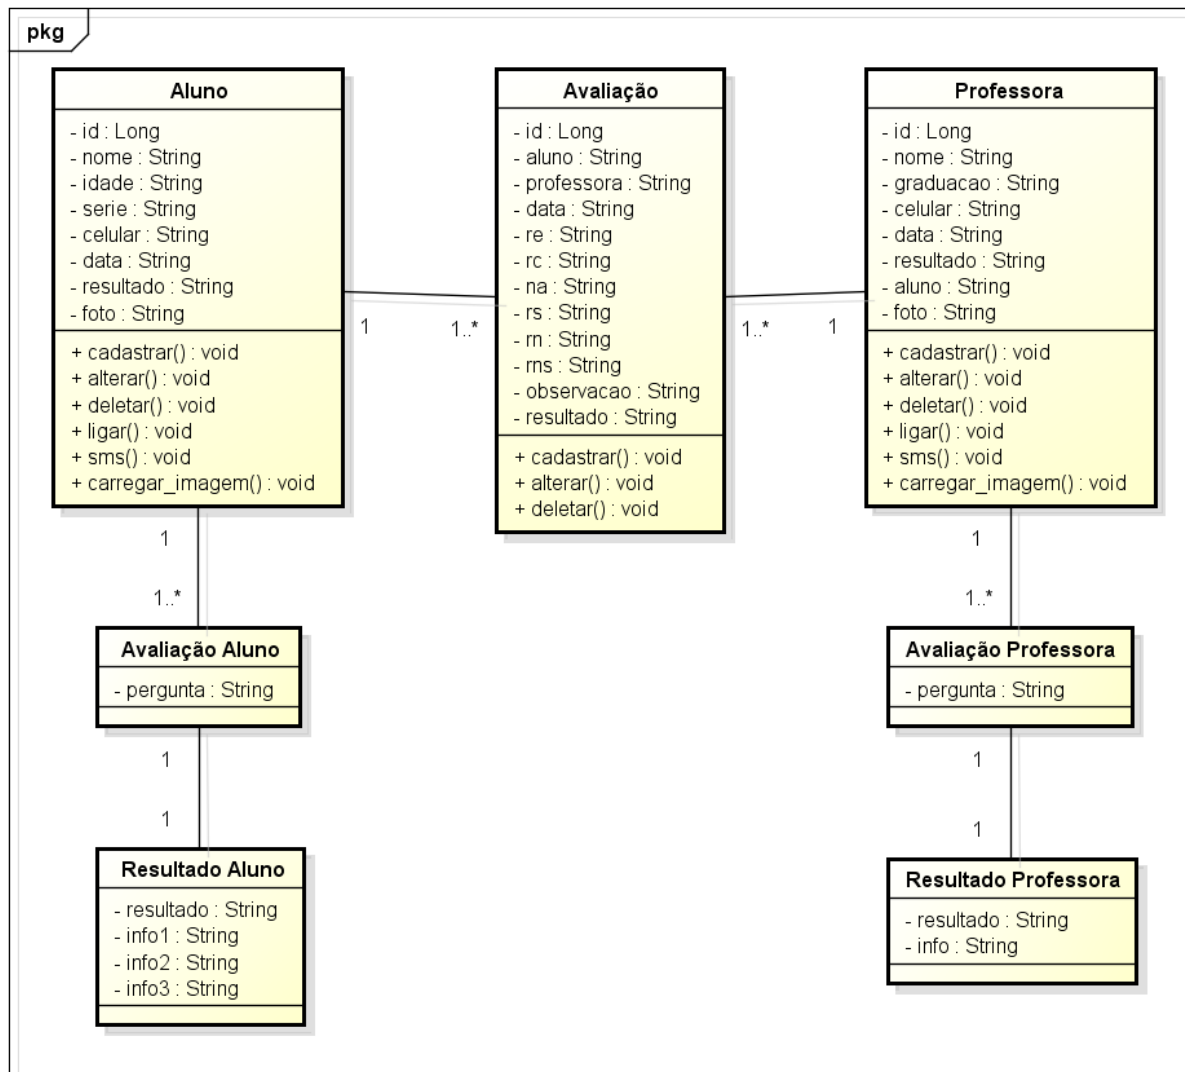 pkg
Aluno
- id : Long
- nome : String
- idade : String
- serie : String
- celular : String
- data : String
- resultado : String
- foto : String
+ cadastrar() : void
+ alterar() : void
+ deletar() : void
+ ligar() : void
+ sms() : void
+ carregar_imagem() : void
1
1..*
Avaliação
- id : Long
- aluno : String
- professora : String
- data : String
- re : String
- rc : String
- na : String
- rs : String
- rn : String
- rns : String
- observacao : String
- resultado : String
+ cadastrar() : void
+ alterar() : void
+ deletar() : void
1..*
1
Professora
- id : Long
- nome : String
- graduacao : String
- celular : String
- data : String
- resultado : String
- aluno : String
- foto : String
+ cadastrar() : void
+ alterar() : void
+ deletar() : void
+ ligar() : void
+ sms() : void
+ carregar_imagem() : void
1
1..*
Avaliação Aluno
- pergunta : String
1
1
Resultado Aluno
- resultado : String
- info1 : String
- info2 : String
- info3 : String
1
1..*
Avaliação Professora
- pergunta : String
1
1
Resultado Professora
- resultado : String
- info : String